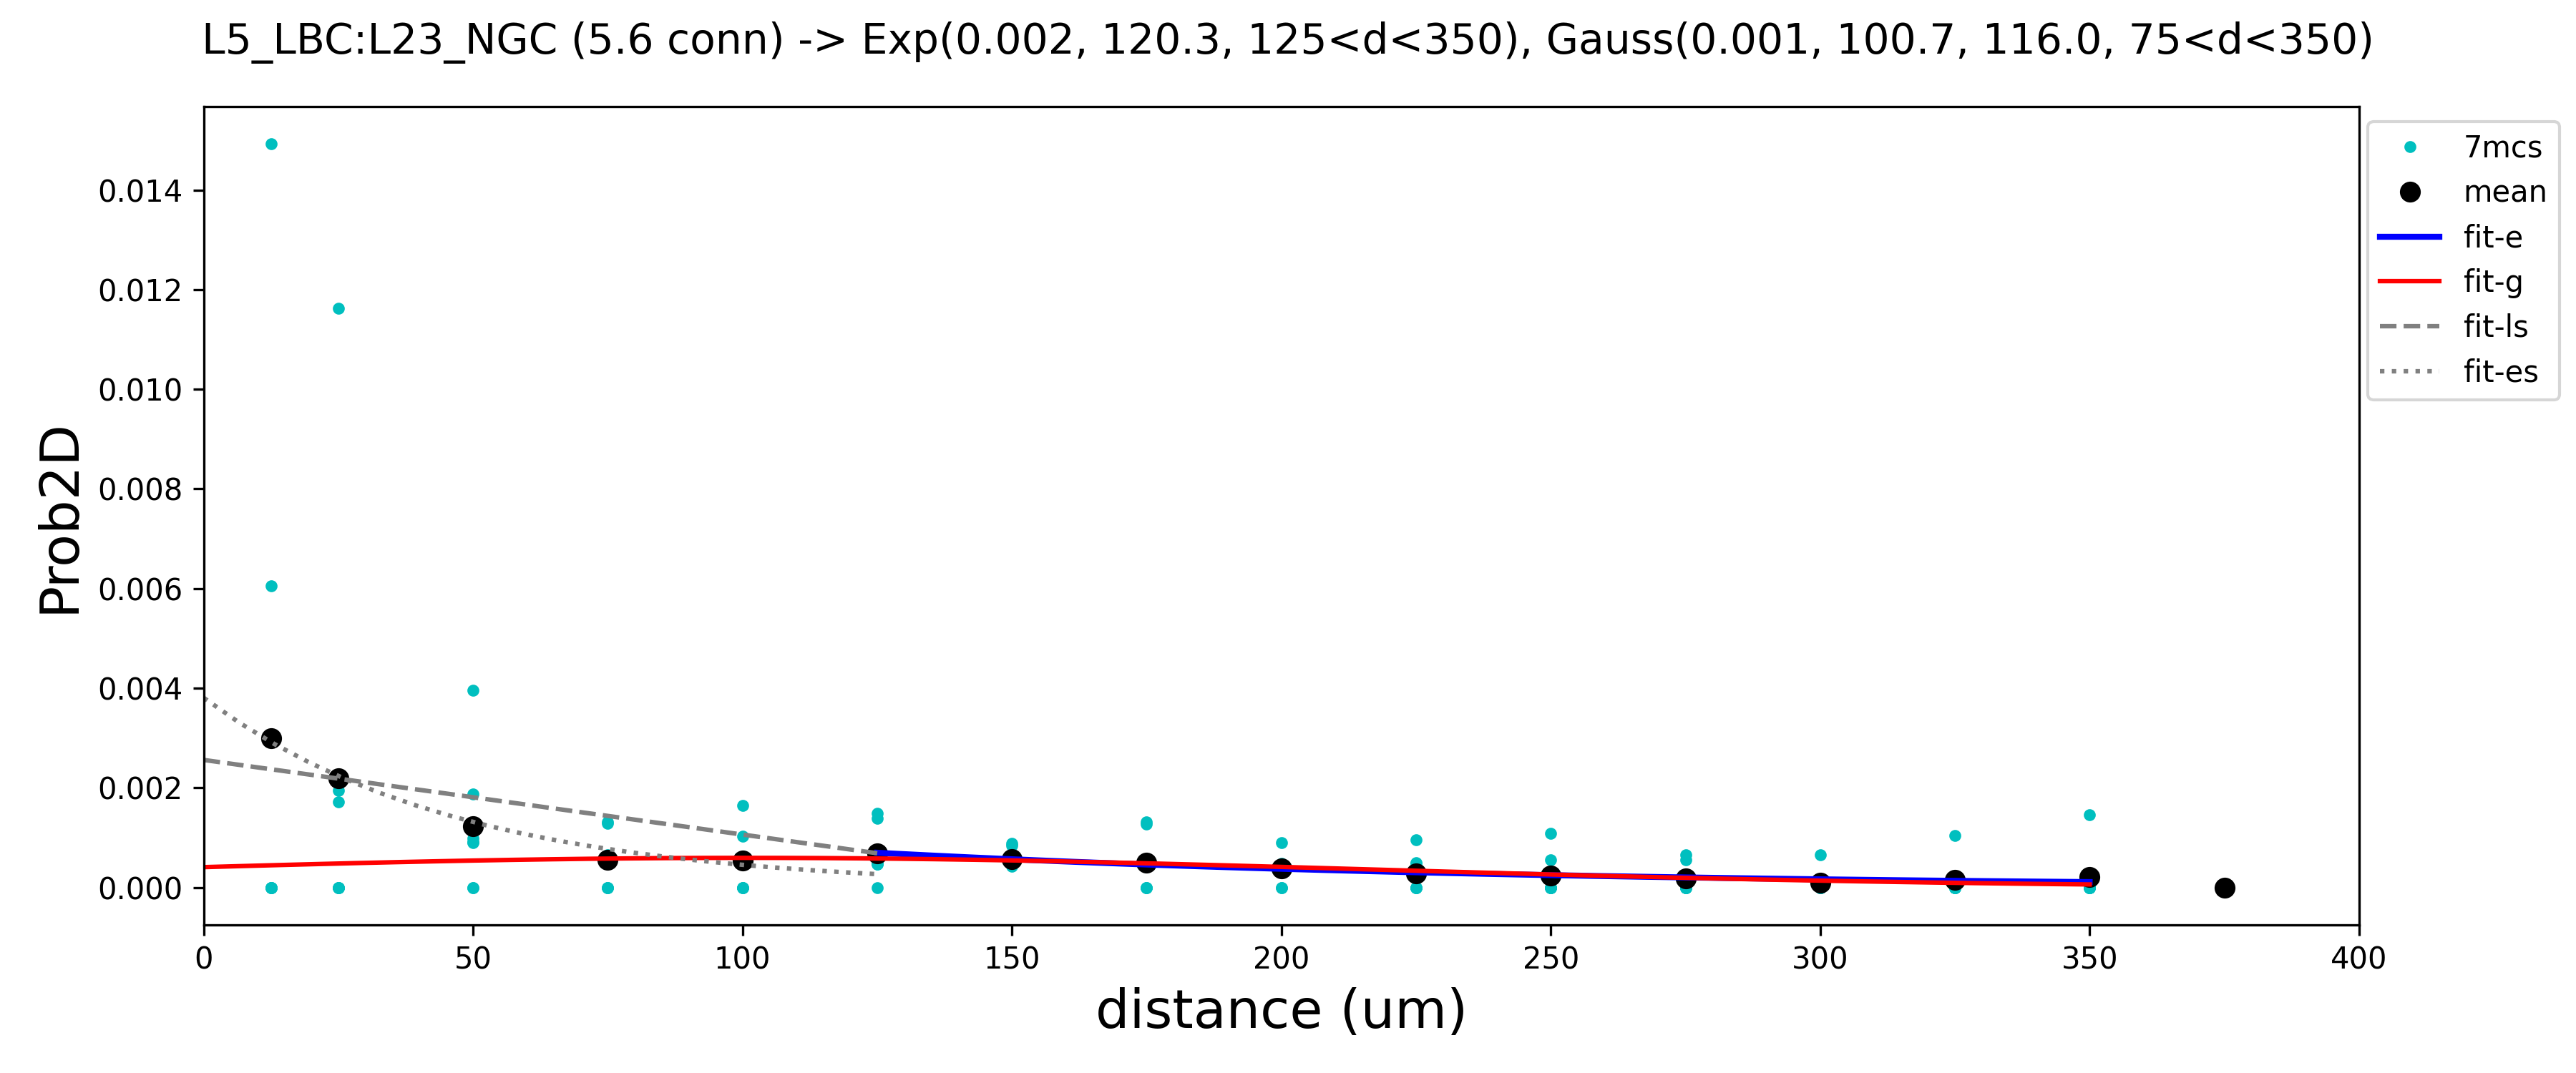 L5_LBC:L23_NGC (5.6 conn) -> Exp(0.002, 120.3, 125<d<350), Gauss(0.001, 100.7, 116.0, 75<d<350)
7mcs
mean
fit-e
fit-g
fit-ls
fit-es
Prob2D
0.014
0.012
0.010
0.008
0.006
0.004
0.002
0.000
0 50 100 150 200 250 300 350 400
distance (um)